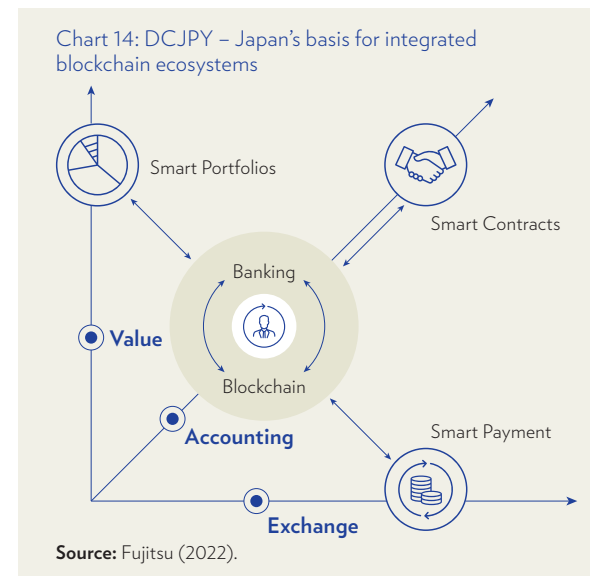 Chart 14: DCJPY – Japan's basis for integrated
blockchain ecosystems
Smart Portfolios
Smart Contracts
Banking
Value
Blockchain
Accounting
Smart Payment
Exchange
Source: Fujitsu (2022).